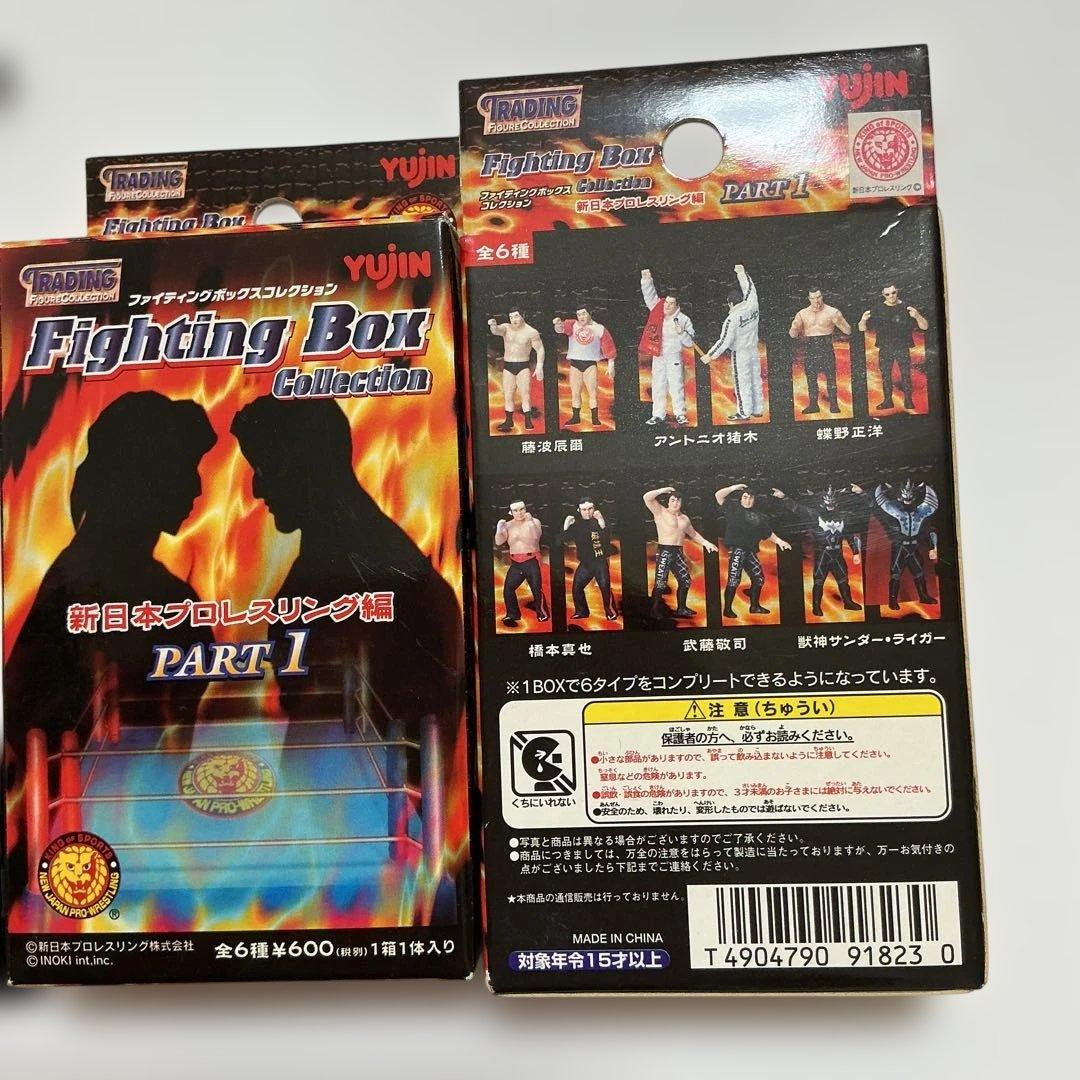 TRADING
FIGURE COLLECTION
YUJIN
Fighting Box
TRADING
FIGURE COLLECTION
YUJIN
ファイティングボックスコレクション
Fighting Box
Collection
新日本プロレスリング編
PART 1
NEW JAPAN PRO-WRESTLING
KING OF SPORTS
NEW JAPAN PRO-WRESTLING
®
©新日本プロレスリング株式会社
©INOKI int,inc.
全6種¥600(税別)1箱1体入り
TRADING
FIGURE COLLECTION
YUJIN
Fighting Box
ファイティングボックス
コレクション
Collection
新日本プロレスリング編
PART 1
KING OF SPORTS
NEW JAPAN PRO-WRESTLING
新日本プロレスリング©
全6種
藤波辰爾
アントニオ猪木
蝶野正洋
破壊王
橋本真也
武藤敬司
獣神サンダー・ライガー
※1BOXで6タイプをコンプリートできるようになっています。
くちにいれない
⚠注意(ちゅうい)
保護者の方へ、必ずお読みください。
●小さな部品がありますので、誤って飲み込まないように注意してください。
窒息などの危険があります。
●誤飲・誤食の危険がありますので、3才未満のお子さまには絶対に与えないでください。
●安全のため、壊れたり、変形したものでは遊ばないでください。
●写真と商品は異なる場合がございますのでご了承ください。
●商品につきましては、万全の注意をはらって製造に当たっておりますが、万一お気付きの
点がございましたら下記までご連絡ください。
★本商品の通信販売は行っておりません。
MADE IN CHINA
対象年令15才以上
T4904790 91823 0